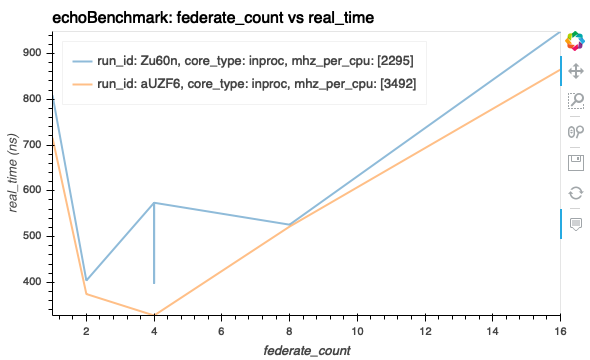 echoBenchmark: federate_count vs real_time
run_id: Zu60n, core_type: inproc, mhz_per_cpu: [2295]
run_id: aUZF6, core_type: inproc, mhz_per_cpu: [3492]
real_time (ns)
900
800
700
600
500
400
2 4 6 8 10 12 14 16
federate_count